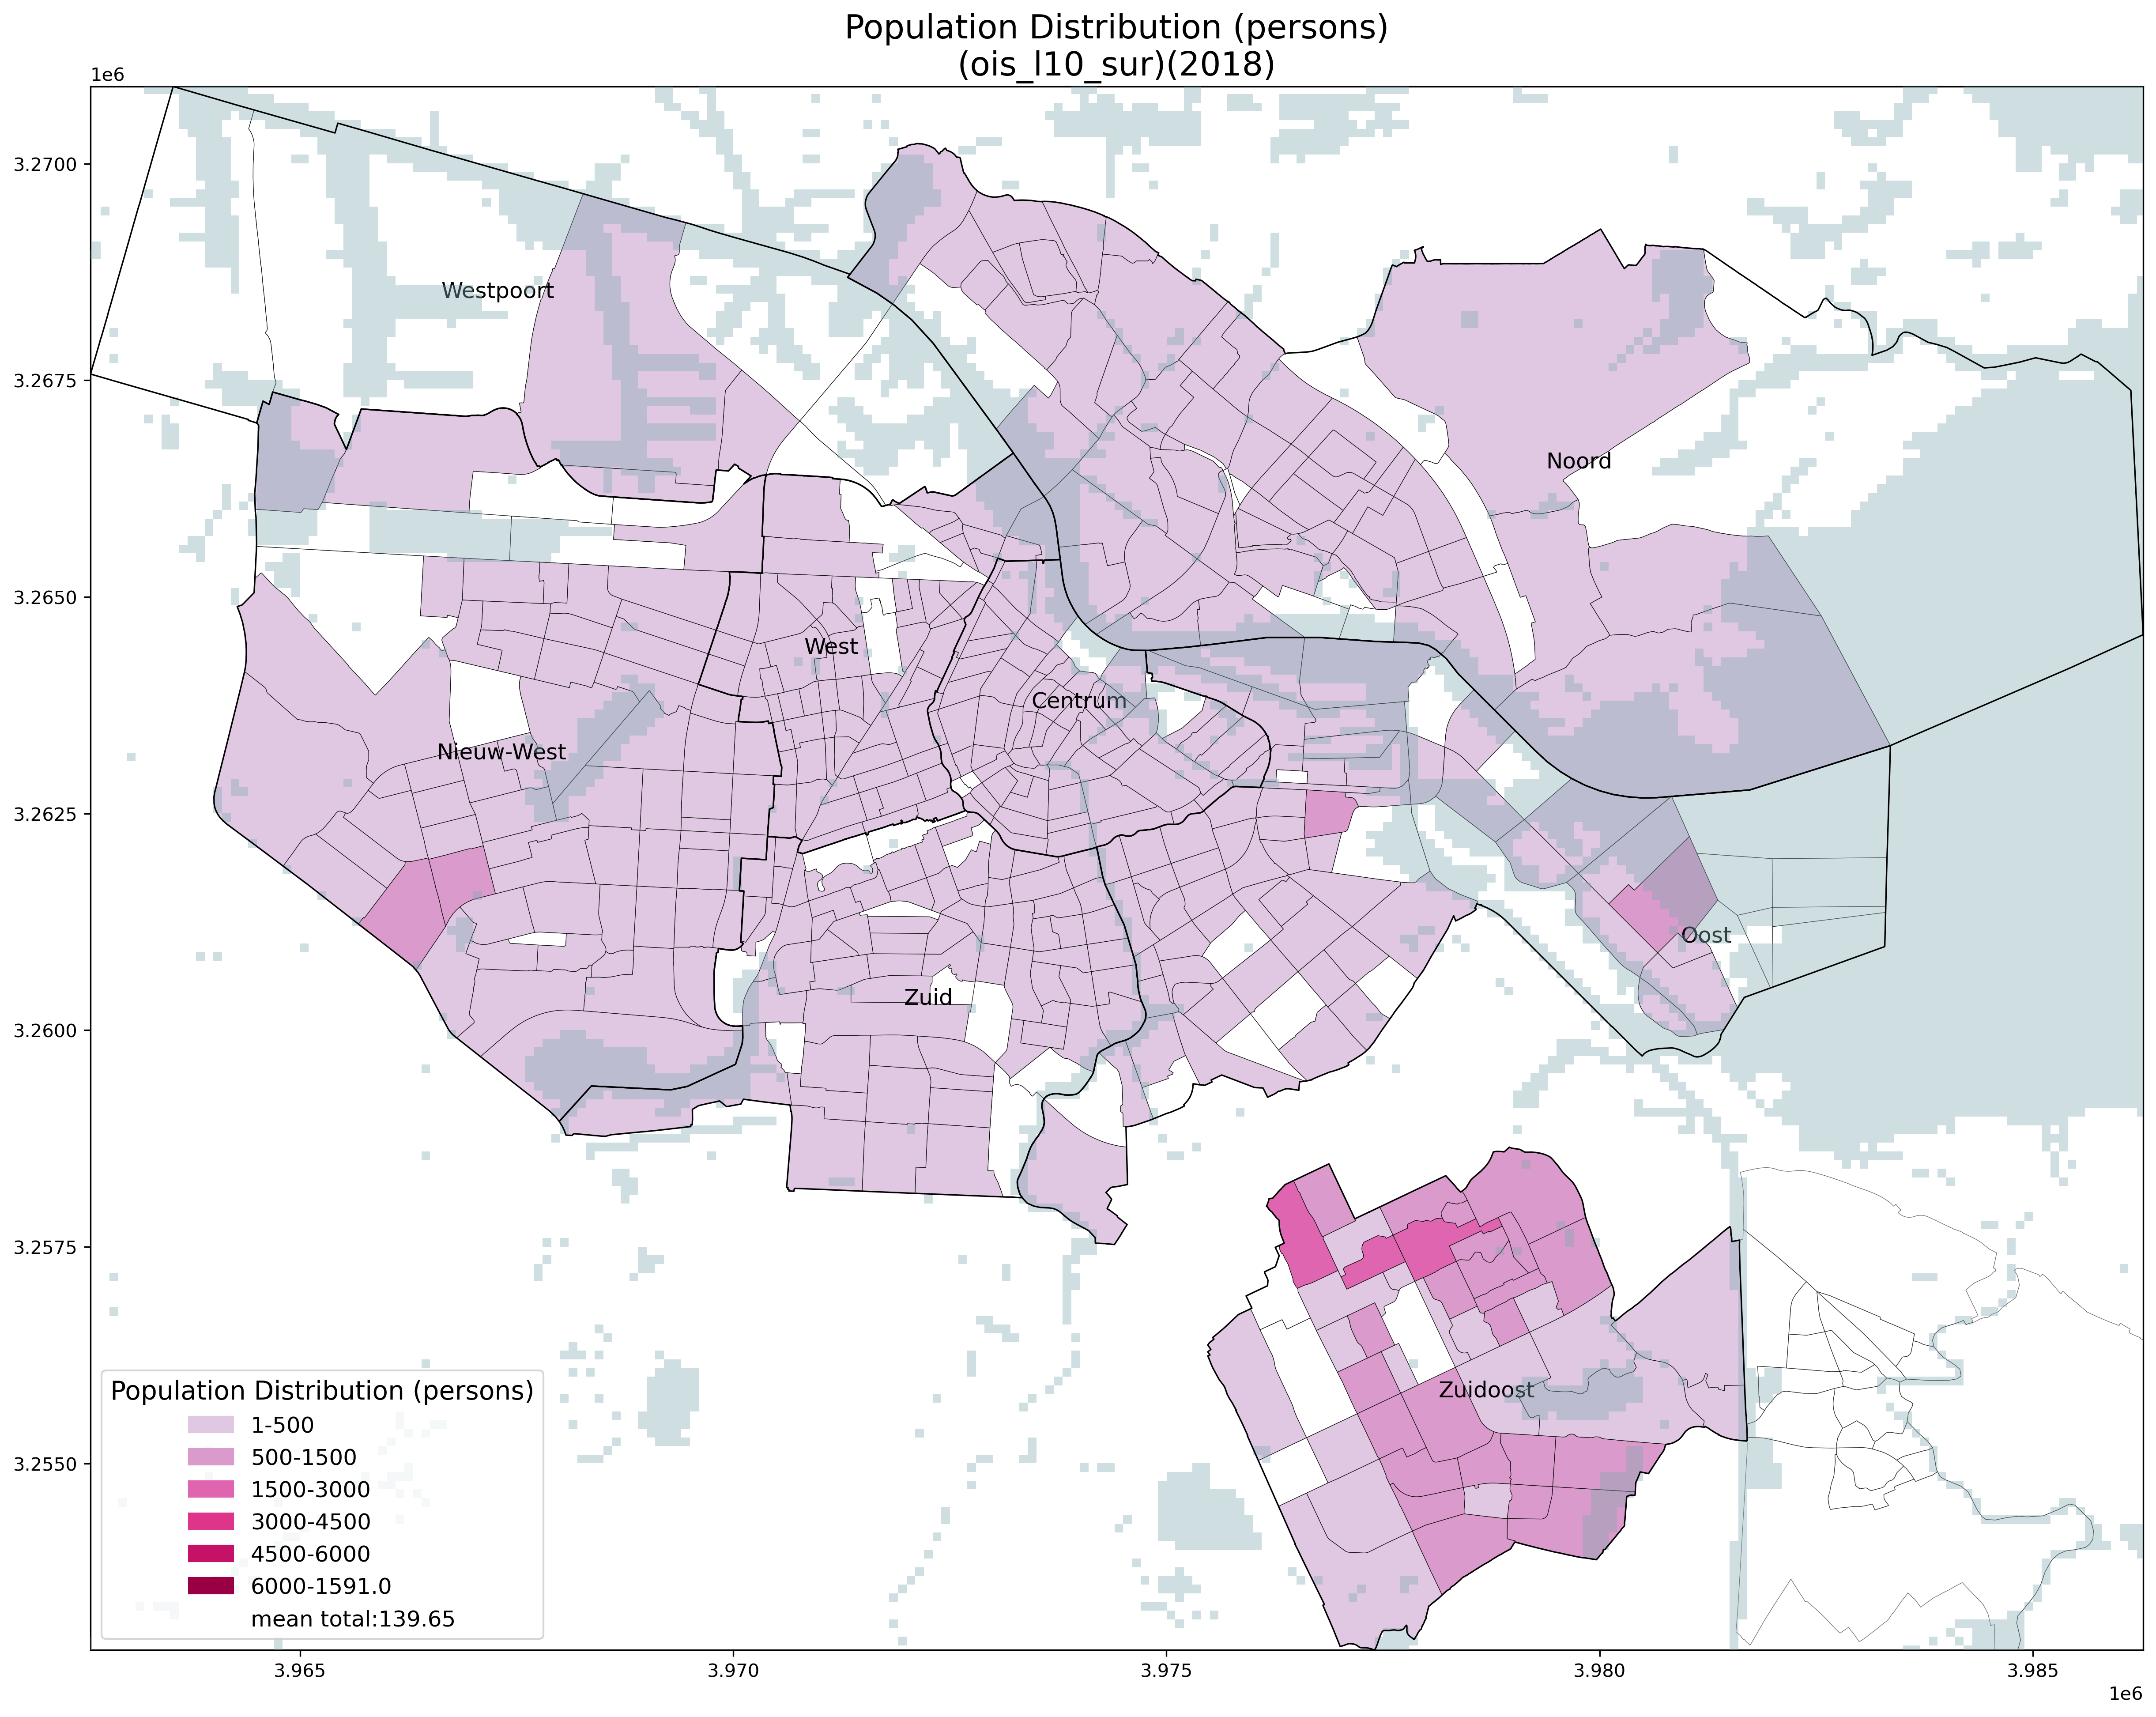 Population Distribution (persons)
(ois_l10_sur)(2018)
1e6
3.2700
3.2675
3.2650
3.2625
3.2600
3.2575
3.2550
Westpoort
Noord
West
Centrum
Nieuw-West
Oost
Zuid
Zuidoost
Population Distribution (persons)
1-500
500-1500
1500-3000
3000-4500
4500-6000
6000-1591.0
mean total:139.65
3.965
3.970
3.975
3.980
3.985
1e6